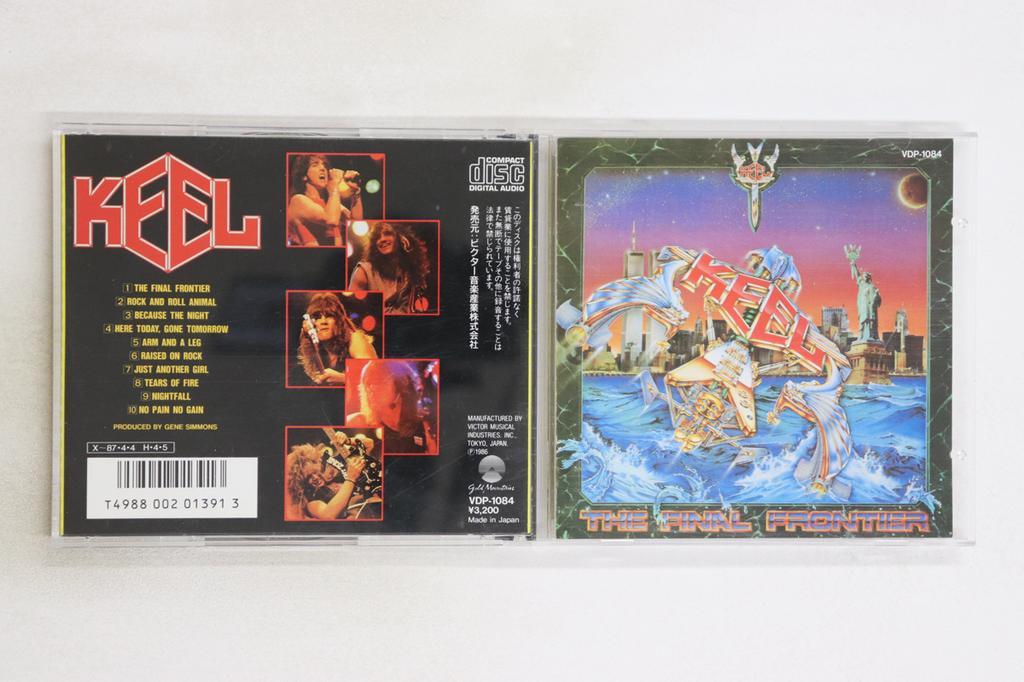 KEEL
1 THE FINAL FRONTIER
2 ROCK AND ROLL ANIMAL
3 BECAUSE THE NIGHT
4 HERE TODAY, GONE TOMORROW
5 ARM AND A LEG
6 RAISED ON ROCK
7 JUST ANOTHER GIRL
8 TEARS OF FIRE
9 NIGHTFALL
10 NO PAIN NO GAIN
PRODUCED BY GENE SIMMONS
X-87・4・4 H・4・5
T4988 002 01391 3
COMPACT
disc
DIGITAL AUDIO
このディスクは権利者の許諾なく
賃貸業に使用することを禁じます。
また無断でテープその他に録音することは
法律で禁じられています。
発売元:ビクター音楽産業株式会社
MANUFACTURED BY
VICTOR MUSICAL
INDUSTRIES, INC.,
TOKYO, JAPAN.
Ⓟ1986
Gold Mountain
VDP-1084
¥3,200
Made in Japan
VDP-1084
KEEL
KEEL
THE FINAL FRONTIER